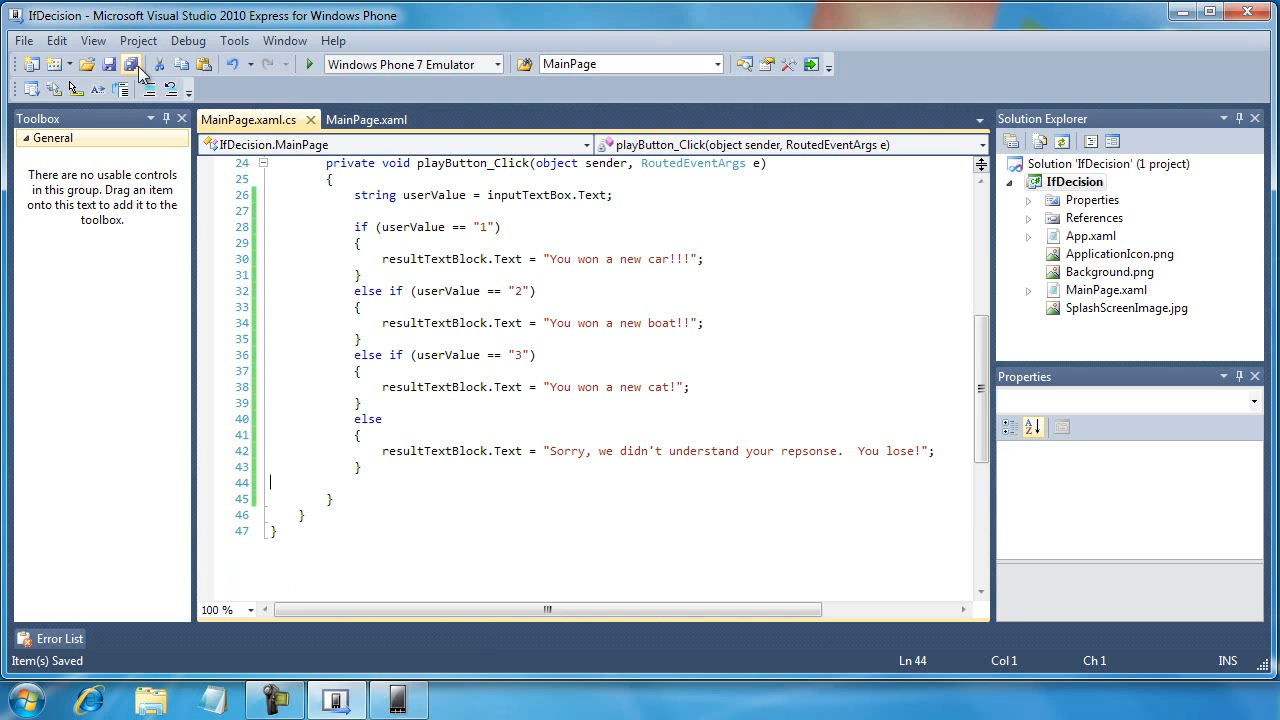 IfDecision - Microsoft Visual Studio 2010 Express for Windows Phone
File Edit View Project Debug Tools Window Help
Windows Phone 7 Emulator MainPage
Toolbox
General
There are no usable controls
in this group. Drag an item
onto this text to add it to the
toolbox.
MainPage.xaml.cs MainPage.xaml
IfDecision.MainPage playButton_Click(object sender, RoutedEventArgs e)
24 private void playButton_Click(object sender, RoutedEventArgs e)
25 {
26 string userValue = inputTextBox.Text;
27
28 if (userValue == "1")
29 {
30 resultTextBlock.Text = "You won a new car!!!";
31 }
32 else if (userValue == "2")
33 {
34 resultTextBlock.Text = "You won a new boat!!";
35 }
36 else if (userValue == "3")
37 {
38 resultTextBlock.Text = "You won a new cat!";
39 }
40 else
41 {
42 resultTextBlock.Text = "Sorry, we didn't understand your repsonse.  You lose!";
43 }
44
45 }
46 }
47 }
100 %
Solution Explorer
Solution 'IfDecision' (1 project)
IfDecision
Properties
References
App.xaml
ApplicationIcon.png
Background.png
MainPage.xaml
SplashScreenImage.jpg
Properties
Error List
Item(s) Saved Ln 44 Col 1 Ch 1 INS